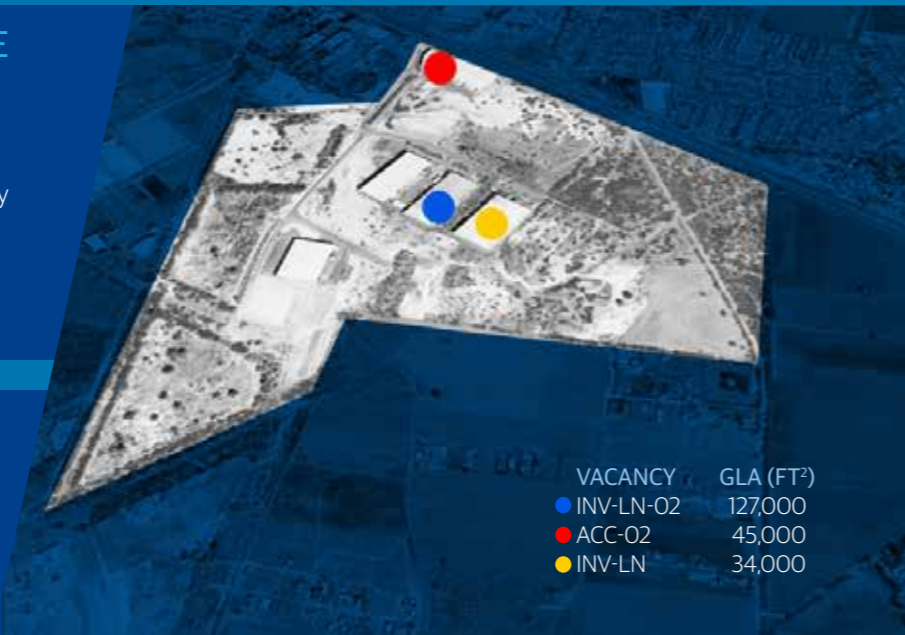 E
y
VACANCY GLA (FT²)
INV-LN-02 127,000
ACC-02 45,000
INV-LN 34,000